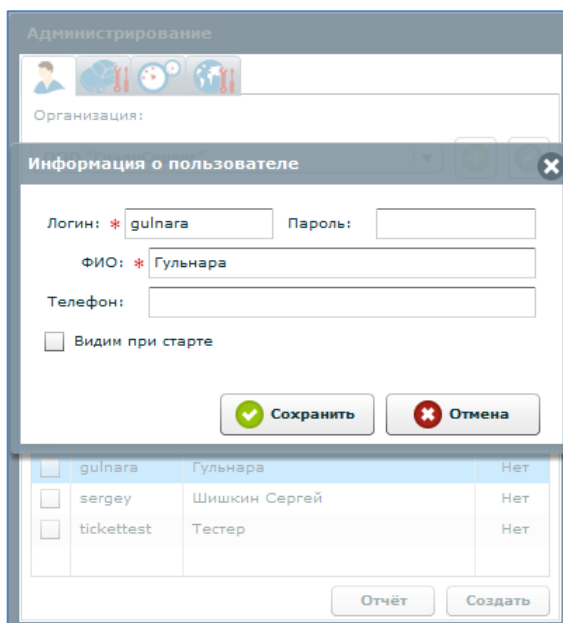 Администрирование
Организация:
Информация о пользователе
Логин: * gulnara Пароль:
ФИО: * Гульнара
Телефон:
Видим при старте
Сохранить Отмена
gulnara Гульнара Нет
sergey Шишкин Сергей Нет
tickettest Тестер Нет
Отчёт Создать